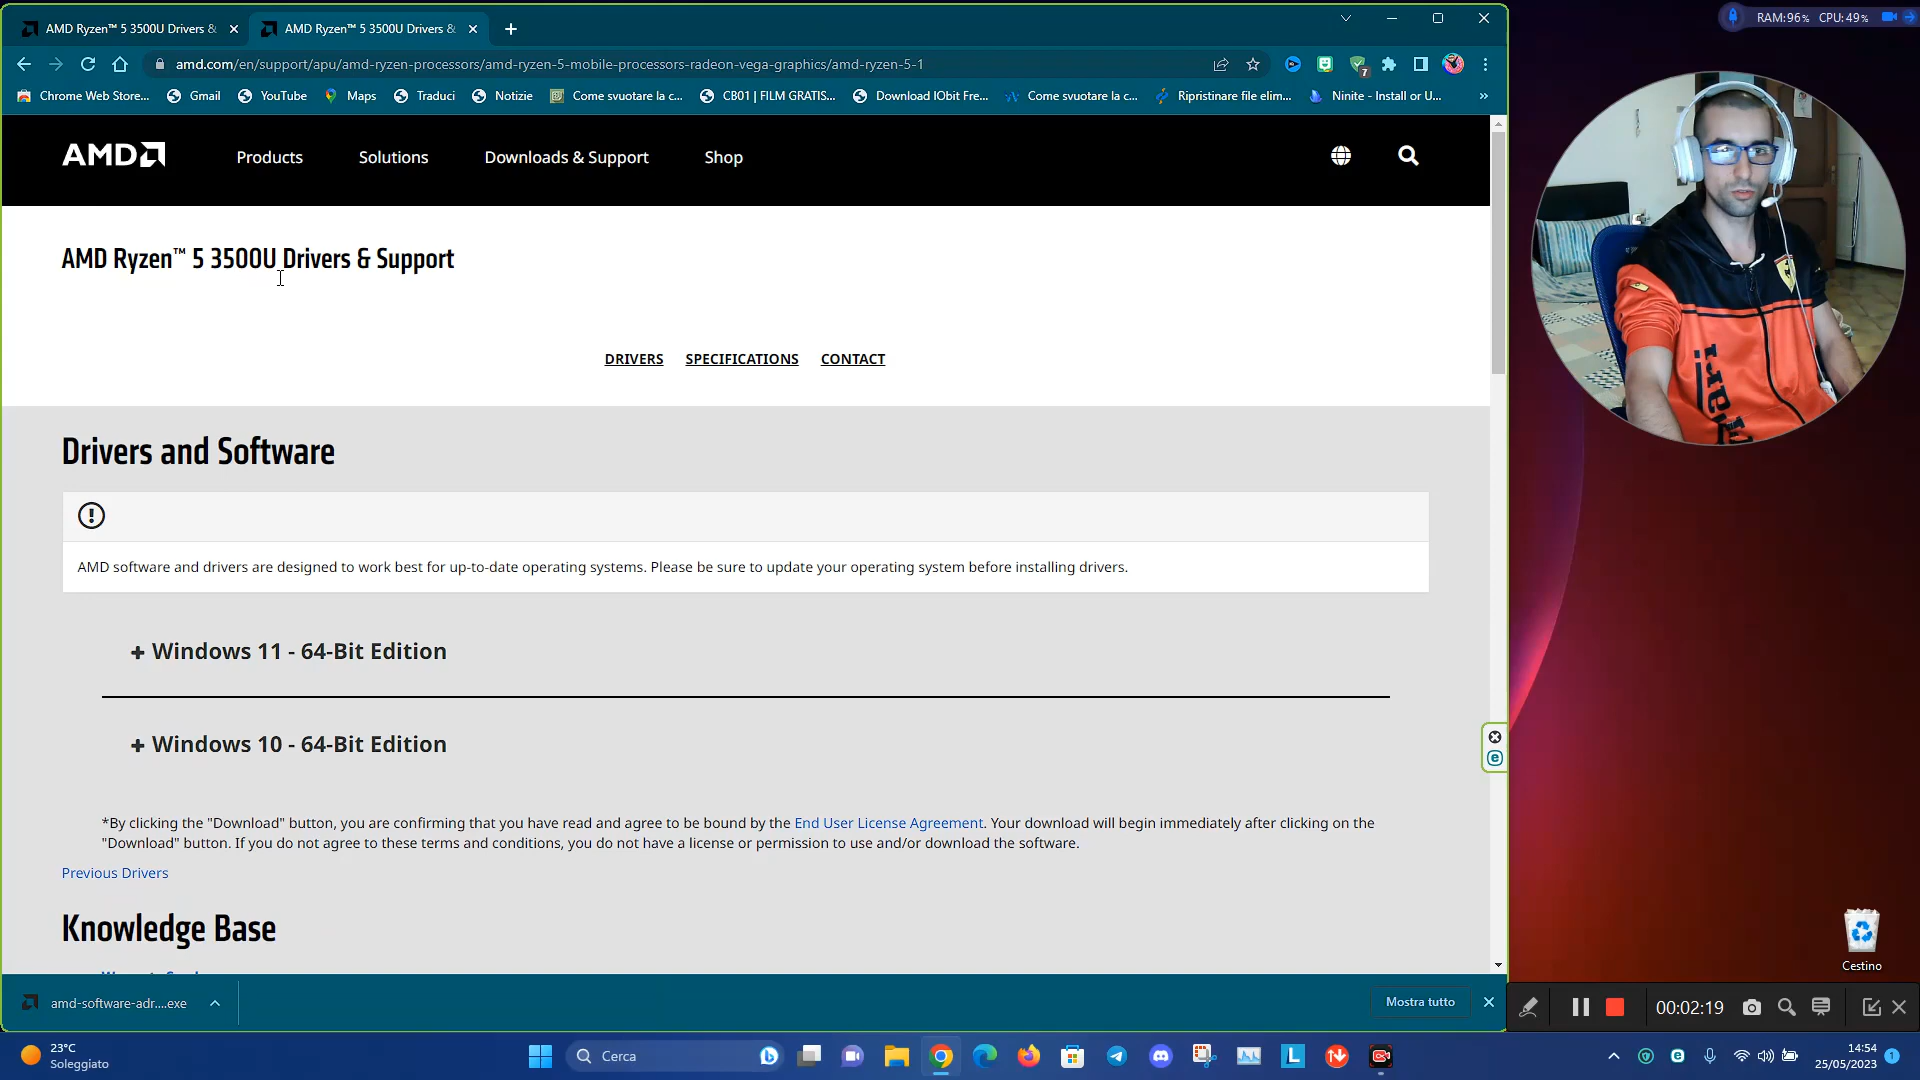 AMD Ryzen™ 5 3500U Drivers &
AMD Ryzen™ 5 3500U Drivers &
RAM:96% CPU:49%
amd.com/en/support/apu/amd-ryzen-processors/amd-ryzen-5-mobile-processors-radeon-vega-graphics/amd-ryzen-5-1
7
Chrome Web Store...
Gmail
YouTube
Maps
Traduci
Notizie
Come svuotare la c...
CB01 | FILM GRATIS...
Download IObit Fre...
Come svuotare la c...
Ripristinare file elim...
Ninite - Install or U...
»
AMD
Products
Solutions
Downloads & Support
Shop
AMD Ryzen™ 5 3500U Drivers & Support
DRIVERS
SPECIFICATIONS
CONTACT
Drivers and Software
AMD software and drivers are designed to work best for up-to-date operating systems. Please be sure to update your operating system before installing drivers.
+ Windows 11 - 64-Bit Edition
+ Windows 10 - 64-Bit Edition
*By clicking the "Download" button, you are confirming that you have read and agree to be bound by the End User License Agreement. Your download will begin immediately after clicking on the
"Download" button. If you do not agree to these terms and conditions, you do not have a license or permission to use and/or download the software.
Previous Drivers
Knowledge Base
Cestino
amd-software-adr....exe
Mostra tutto
00:02:19
23°C
Soleggiato
Cerca
14:54
25/05/2023
1